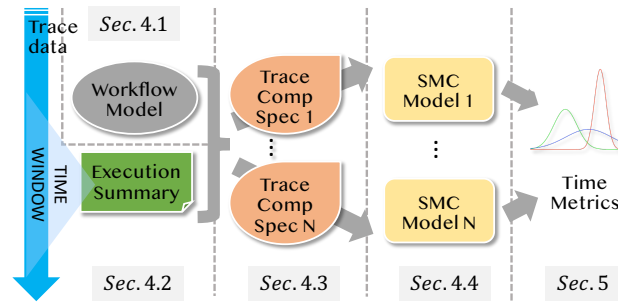 Trace
data
Sec. 4.1
Workflow
Model
TIME
WINDOW
Execution
Summary
Sec. 4.2
Trace
Comp
Spec 1
...
Trace
Comp
Spec N
Sec. 4.3
SMC
Model 1
...
SMC
Model N
Sec. 4.4
Time
Metrics
Sec. 5